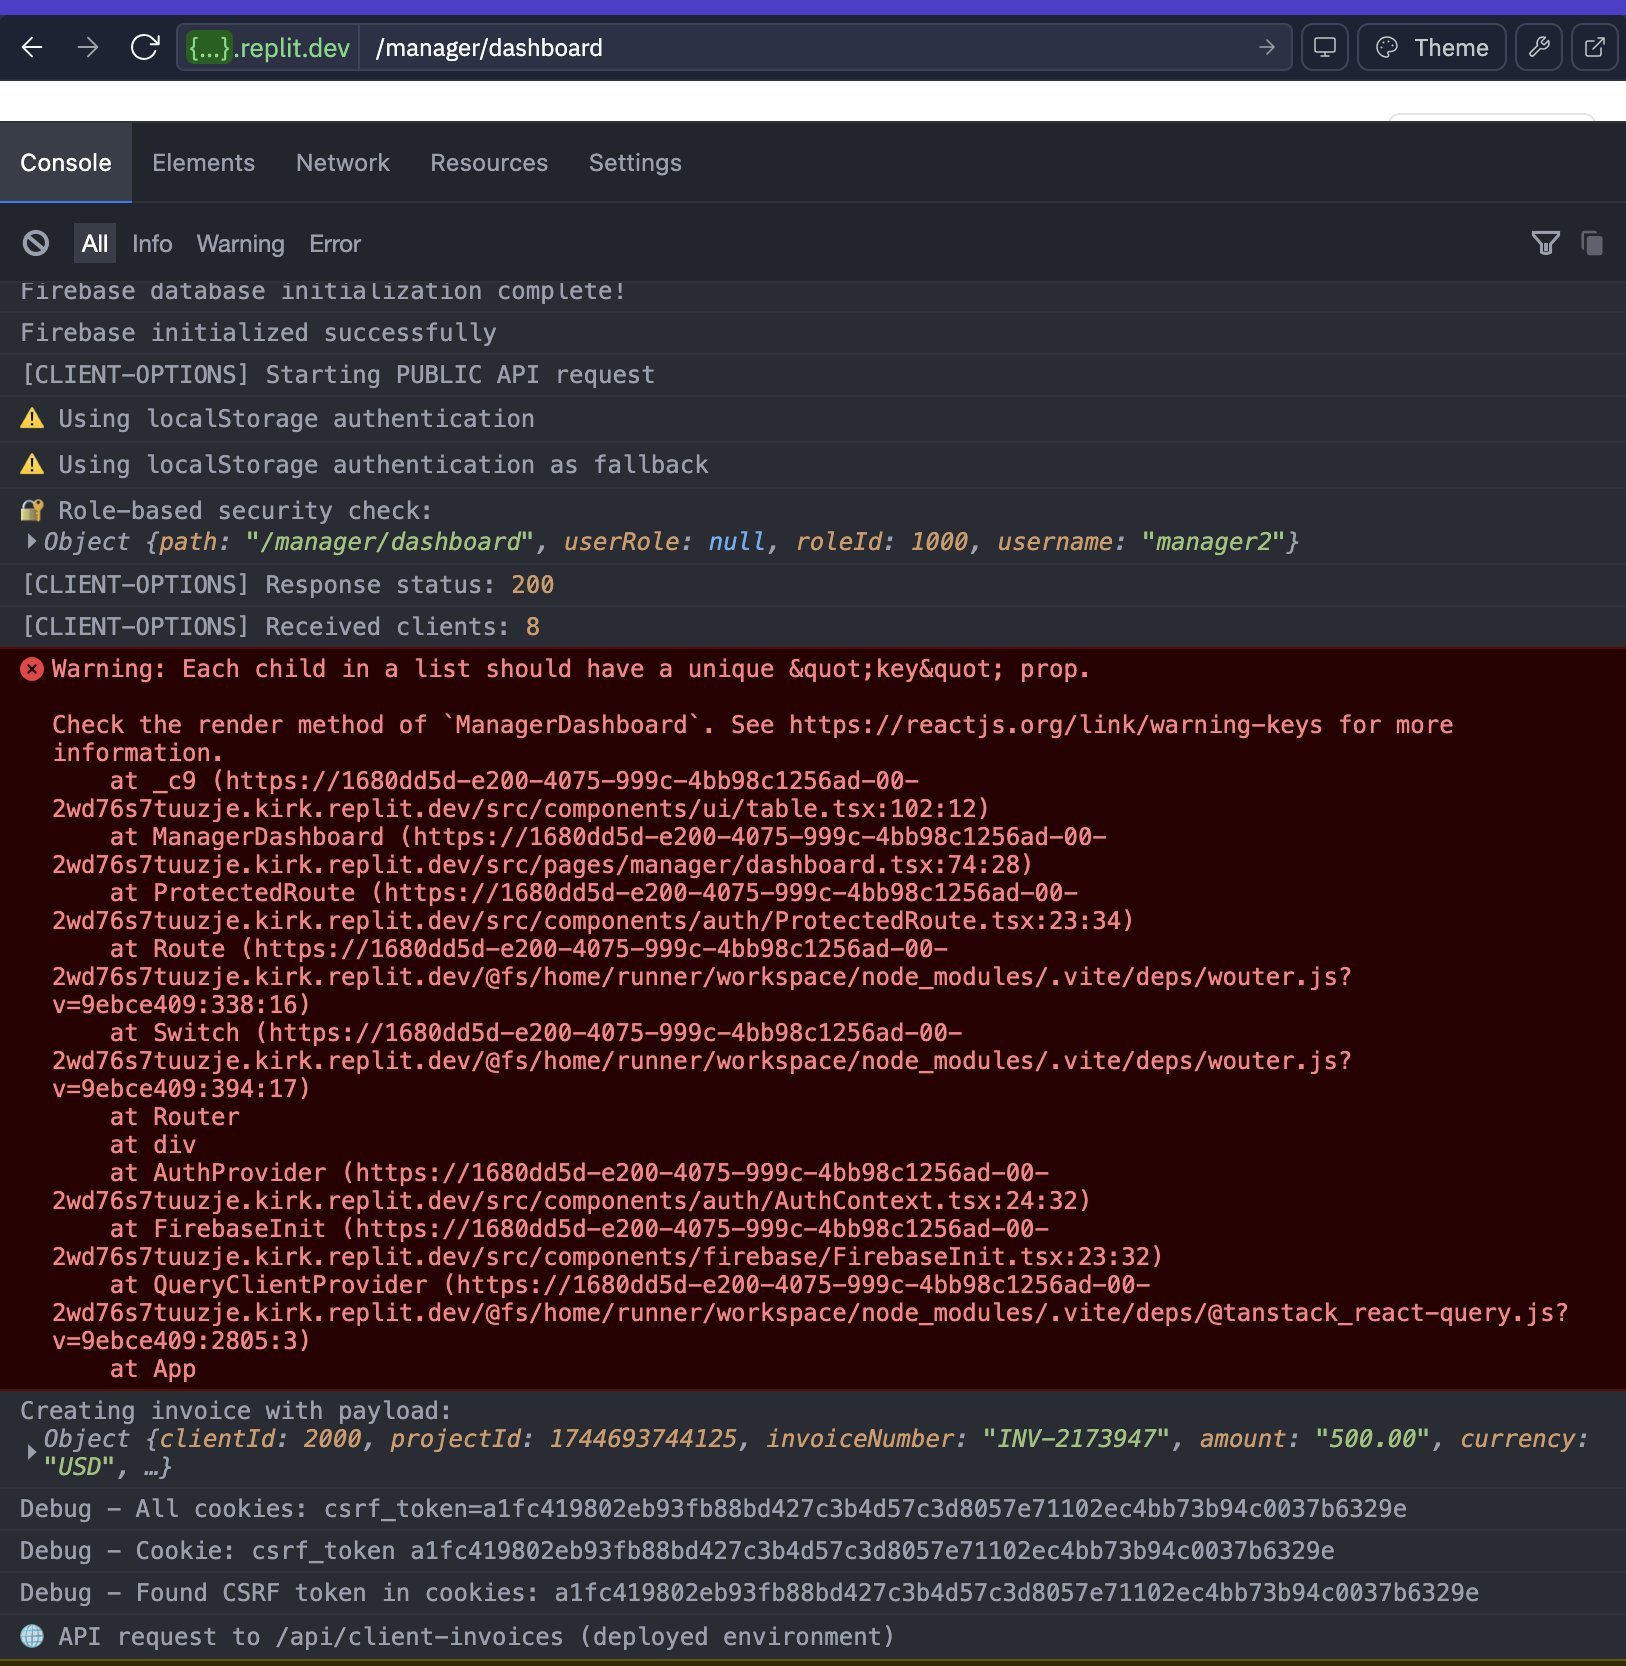 {...}.replit.dev /manager/dashboard Theme
Console Elements Network Resources Settings
All Info Warning Error
Firebase database initialization complete!
Firebase initialized successfully
[CLIENT-OPTIONS] Starting PUBLIC API request
⚠️ Using localStorage authentication
⚠️ Using localStorage authentication as fallback
🔐 Role-based security check:
Object {path: "/manager/dashboard", userRole: null, roleId: 1000, username: "manager2"}
[CLIENT-OPTIONS] Response status: 200
[CLIENT-OPTIONS] Received clients: 8
Warning: Each child in a list should have a unique &quot;key&quot; prop.
Check the render method of `ManagerDashboard`. See https://reactjs.org/link/warning-keys for more
information.
at _c9 (https://1680dd5d-e200-4075-999c-4bb98c1256ad-00-
2wd76s7tuuzje.kirk.replit.dev/src/components/ui/table.tsx:102:12)
at ManagerDashboard (https://1680dd5d-e200-4075-999c-4bb98c1256ad-00-
2wd76s7tuuzje.kirk.replit.dev/src/pages/manager/dashboard.tsx:74:28)
at ProtectedRoute (https://1680dd5d-e200-4075-999c-4bb98c1256ad-00-
2wd76s7tuuzje.kirk.replit.dev/src/components/auth/ProtectedRoute.tsx:23:34)
at Route (https://1680dd5d-e200-4075-999c-4bb98c1256ad-00-
2wd76s7tuuzje.kirk.replit.dev/@fs/home/runner/workspace/node_modules/.vite/deps/wouter.js?
v=9ebce409:338:16)
at Switch (https://1680dd5d-e200-4075-999c-4bb98c1256ad-00-
2wd76s7tuuzje.kirk.replit.dev/@fs/home/runner/workspace/node_modules/.vite/deps/wouter.js?
v=9ebce409:394:17)
at Router
at div
at AuthProvider (https://1680dd5d-e200-4075-999c-4bb98c1256ad-00-
2wd76s7tuuzje.kirk.replit.dev/src/components/auth/AuthContext.tsx:24:32)
at FirebaseInit (https://1680dd5d-e200-4075-999c-4bb98c1256ad-00-
2wd76s7tuuzje.kirk.replit.dev/src/components/firebase/FirebaseInit.tsx:23:32)
at QueryClientProvider (https://1680dd5d-e200-4075-999c-4bb98c1256ad-00-
2wd76s7tuuzje.kirk.replit.dev/@fs/home/runner/workspace/node_modules/.vite/deps/@tanstack_react-query.js?
v=9ebce409:2805:3)
at App
Creating invoice with payload:
Object {clientId: 2000, projectId: 1744693744125, invoiceNumber: "INV-2173947", amount: "500.00", currency:
"USD", …}
Debug - All cookies: csrf_token=a1fc419802eb93fb88bd427c3b4d57c3d8057e71102ec4bb73b94c0037b6329e
Debug - Cookie: csrf_token a1fc419802eb93fb88bd427c3b4d57c3d8057e71102ec4bb73b94c0037b6329e
Debug - Found CSRF token in cookies: a1fc419802eb93fb88bd427c3b4d57c3d8057e71102ec4bb73b94c0037b6329e
🌐 API request to /api/client-invoices (deployed environment)